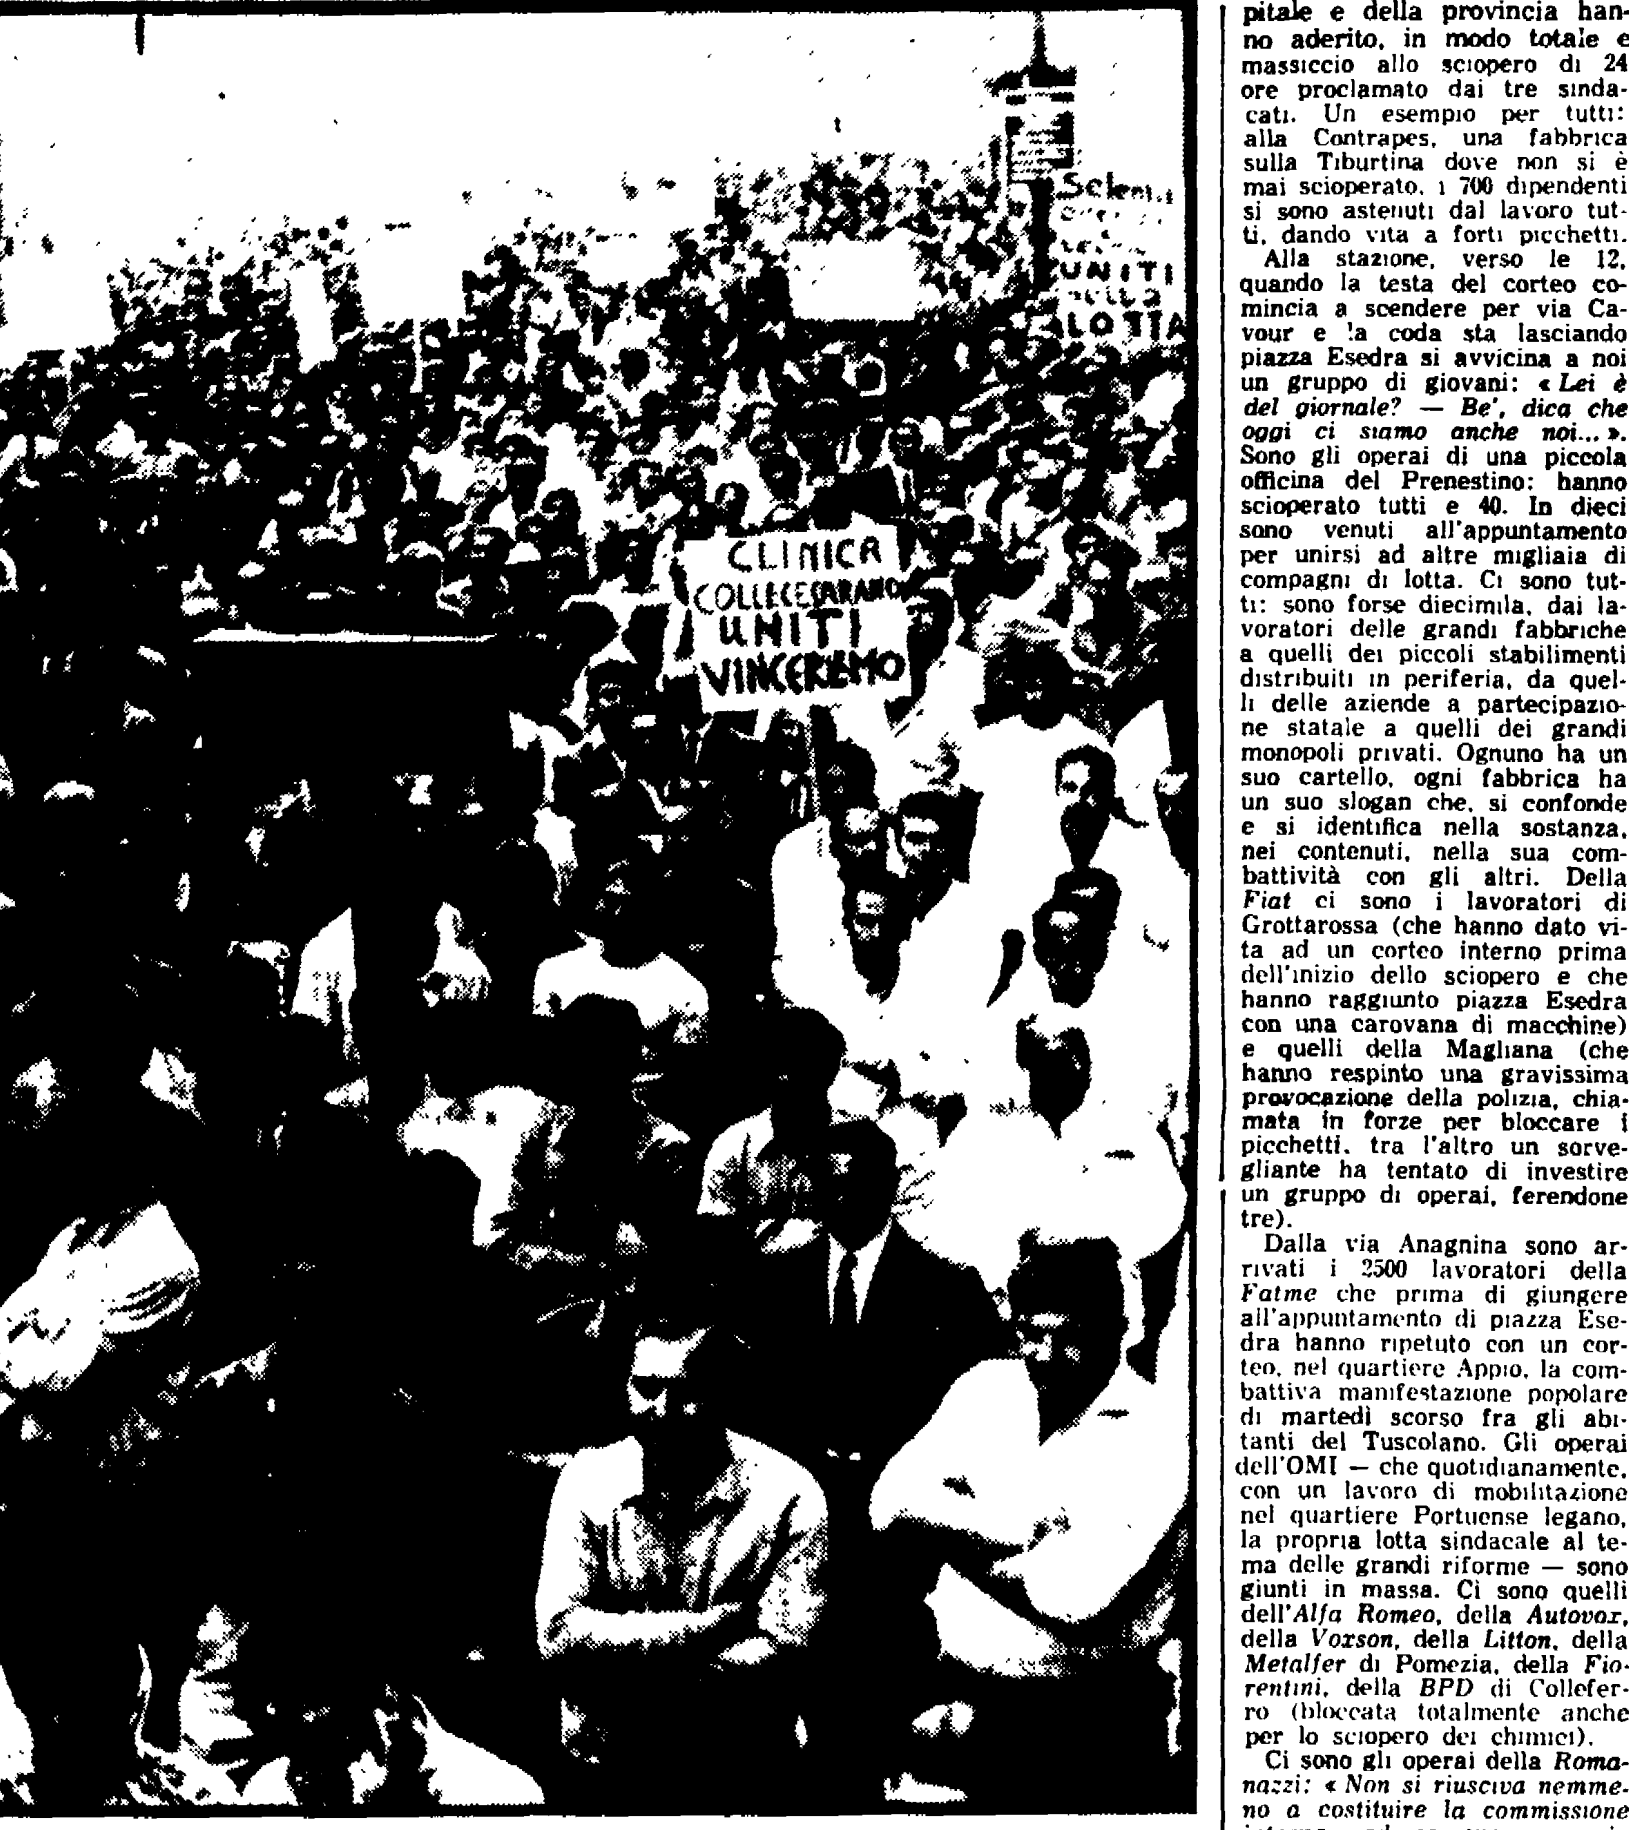 Selenia
UNITI
nella
LOTTA
CLINICA
COLLECESARANO
UNITI
VINCEREMO
pitale e della provincia han-
no aderito, in modo totale e
massiccio allo sciopero di 24
ore proclamato dai tre sinda-
cati. Un esempio per tutti:
alla Contrapes, una fabbrica
sulla Tiburtina dove non si è
mai scioperato, i 700 dipendenti
si sono astenuti dal lavoro tut-
ti, dando vita a forti picchetti.
Alla stazione, verso le 12,
quando la testa del corteo co-
mincia a scendere per via Ca-
vour e la coda sta lasciando
piazza Esedra si avvicina a noi
un gruppo di giovani: « Lei è
del giornale? — Be', dica che
oggi ci siamo anche noi... ».
Sono gli operai di una piccola
officina del Prenestino: hanno
scioperato tutti e 40. In dieci
sono venuti all'appuntamento
per unirsi ad altre migliaia di
compagni di lotta. Ci sono tut-
ti: sono forse diecimila, dai la-
voratori delle grandi fabbriche
a quelli dei piccoli stabilimenti
distribuiti in periferia, da quel-
li delle aziende a partecipazio-
ne statale a quelli dei grandi
monopoli privati. Ognuno ha un
suo cartello, ogni fabbrica ha
un suo slogan che, si confonde
e si identifica nella sostanza,
nei contenuti, nella sua com-
battività con gli altri. Della
Fiat ci sono i lavoratori di
Grottarossa (che hanno dato vi-
ta ad un corteo interno prima
dell'inizio dello sciopero e che
hanno raggiunto piazza Esedra
con una carovana di macchine)
e quelli della Magliana (che
hanno respinto una gravissima
provocazione della polizia, chia-
mata in forze per bloccare i
picchetti, tra l'altro un sorve-
gliante ha tentato di investire
un gruppo di operai, ferendone
tre).
Dalla via Anagnina sono ar-
rivati i 2500 lavoratori della
Fatme che prima di giungere
all'appuntamento di piazza Ese-
dra hanno ripetuto con un cor-
teo, nel quartiere Appio, la com-
battiva manifestazione popolare
di martedì scorso fra gli abi-
tanti del Tuscolano. Gli operai
dell'OMI — che quotidianamente,
con un lavoro di mobilitazione
nel quartiere Portuense legano,
la propria lotta sindacale al te-
ma delle grandi riforme — sono
giunti in massa. Ci sono quelli
dell'Alfa Romeo, della Autovox,
della Voxson, della Litton, della
Metalfer di Pomezia, della Fio-
rentini, della BPD di Collefer-
ro (bloccata totalmente anche
per lo sciopero dei chimici).
Ci sono gli operai della Roma-
nazzi: « Non si riusciva nemme-
no a costituire la commissione